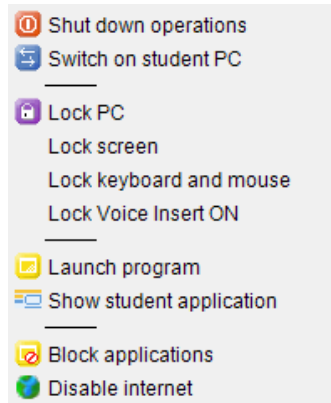 Shut down operations
Switch on student PC
Lock PC
Lock screen
Lock keyboard and mouse
Lock Voice Insert ON
Launch program
Show student application
Block applications
Disable internet